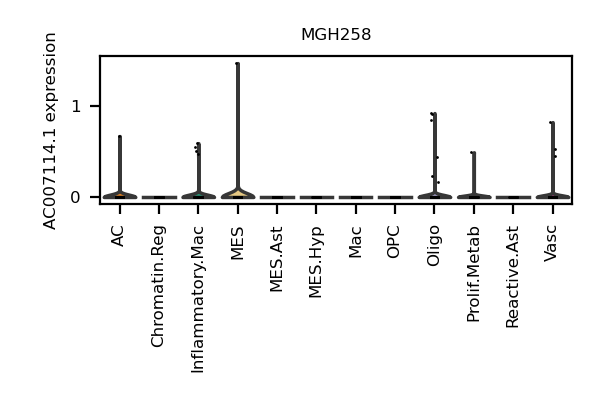 MGH258
AC007114.1 expression
1
0
AC
Chromatin.Reg
Inflammatory.Mac
MES
MES.Ast
MES.Hyp
Mac
OPC
Oligo
Prolif.Metab
Reactive.Ast
Vasc